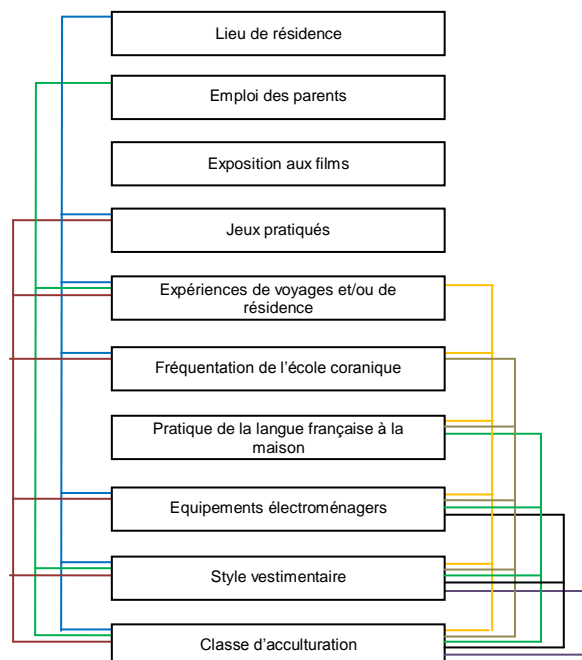 Lieu de résidence
Emploi des parents
Exposition aux films
Jeux pratiqués
Expériences de voyages et/ou de
résidence
Fréquentation de l'école coranique
Pratique de la langue française à la
maison
Equipements électroménagers
Style vestimentaire
Classe d'acculturation